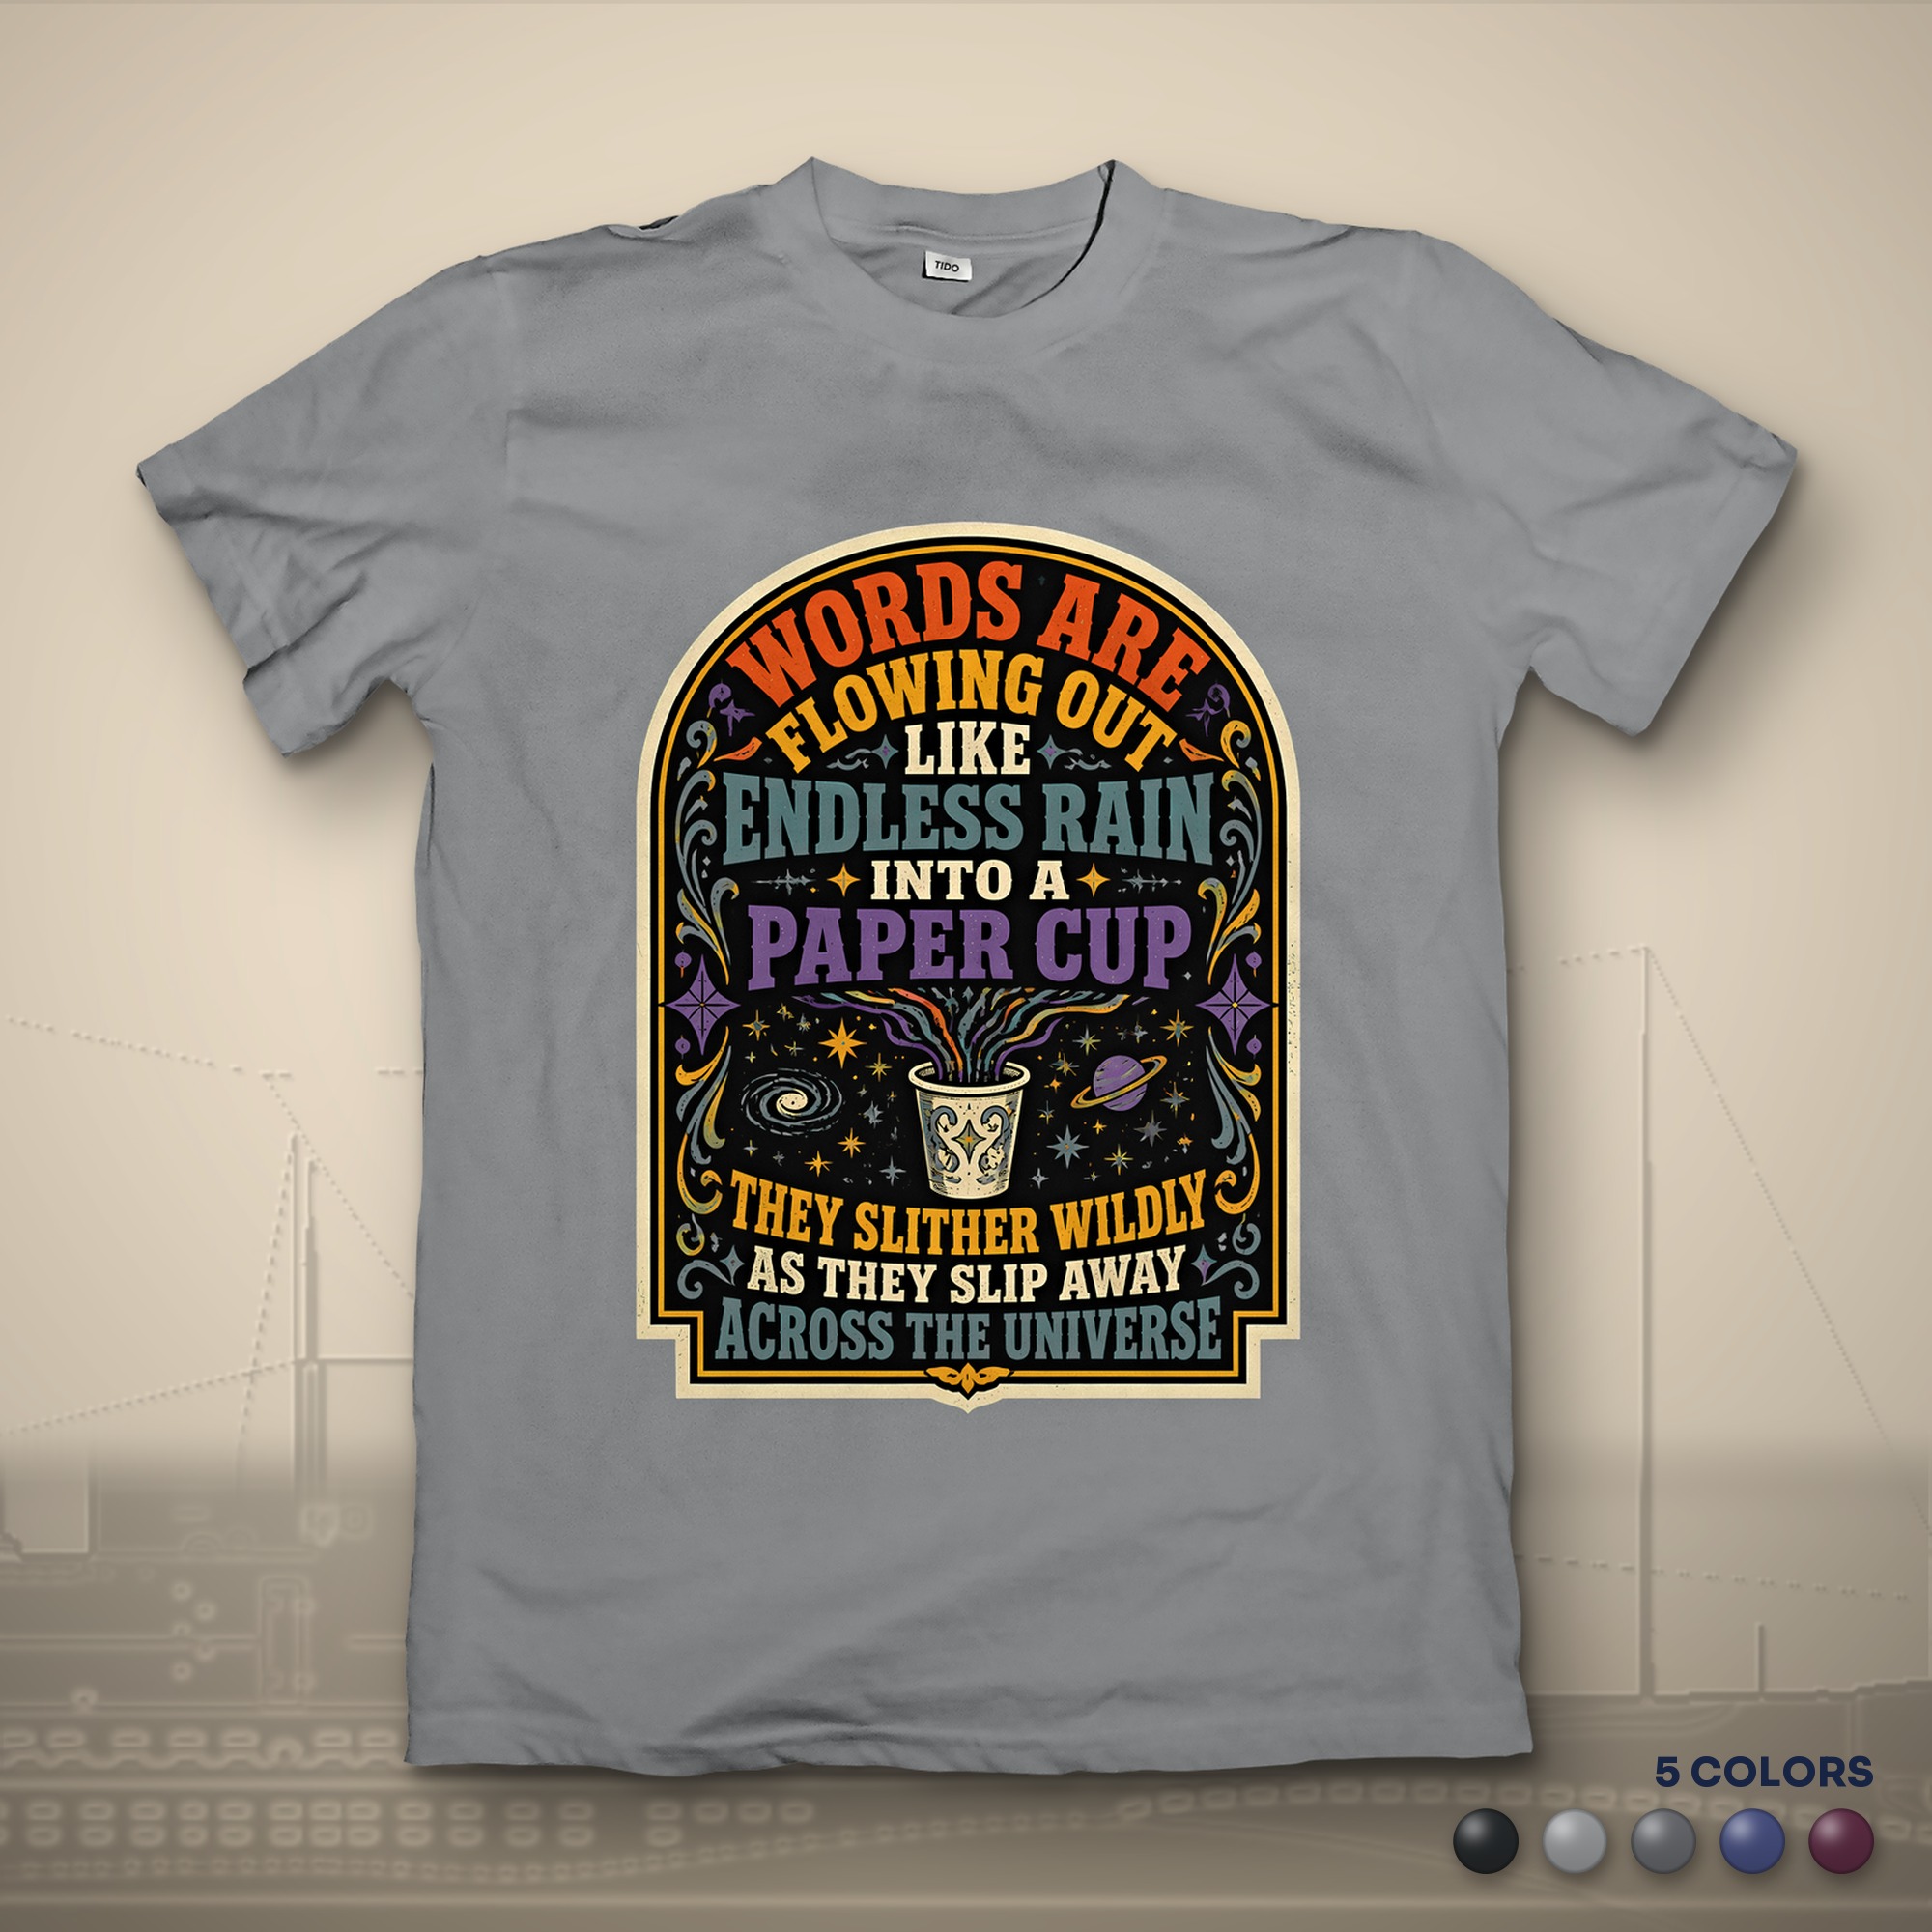 TIDO
WORDS ARE
FLOWING OUT
LIKE
ENDLESS RAIN
INTO A
PAPER CUP
THEY SLITHER WILDLY
AS THEY SLIP AWAY
ACROSS THE UNIVERSE
5 COLORS